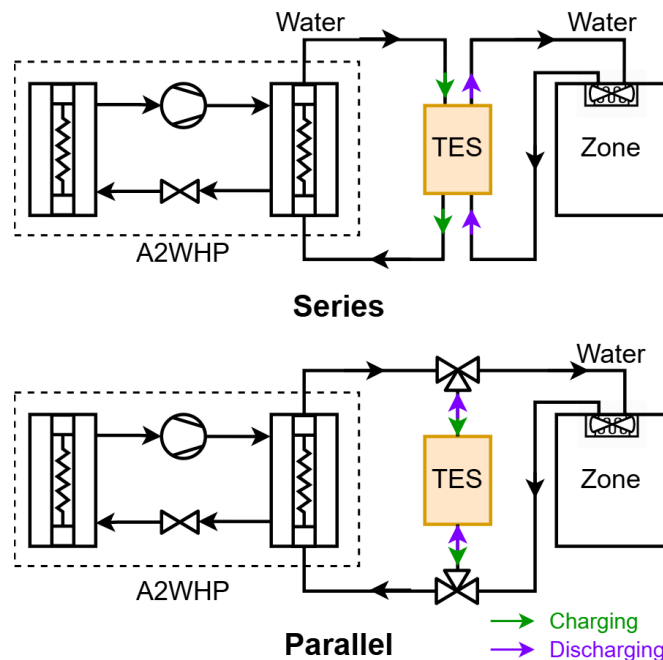 Water
Water
TES
Zone
A2WHP
Series
Water
TES
Zone
A2WHP
Charging
Parallel
Discharging